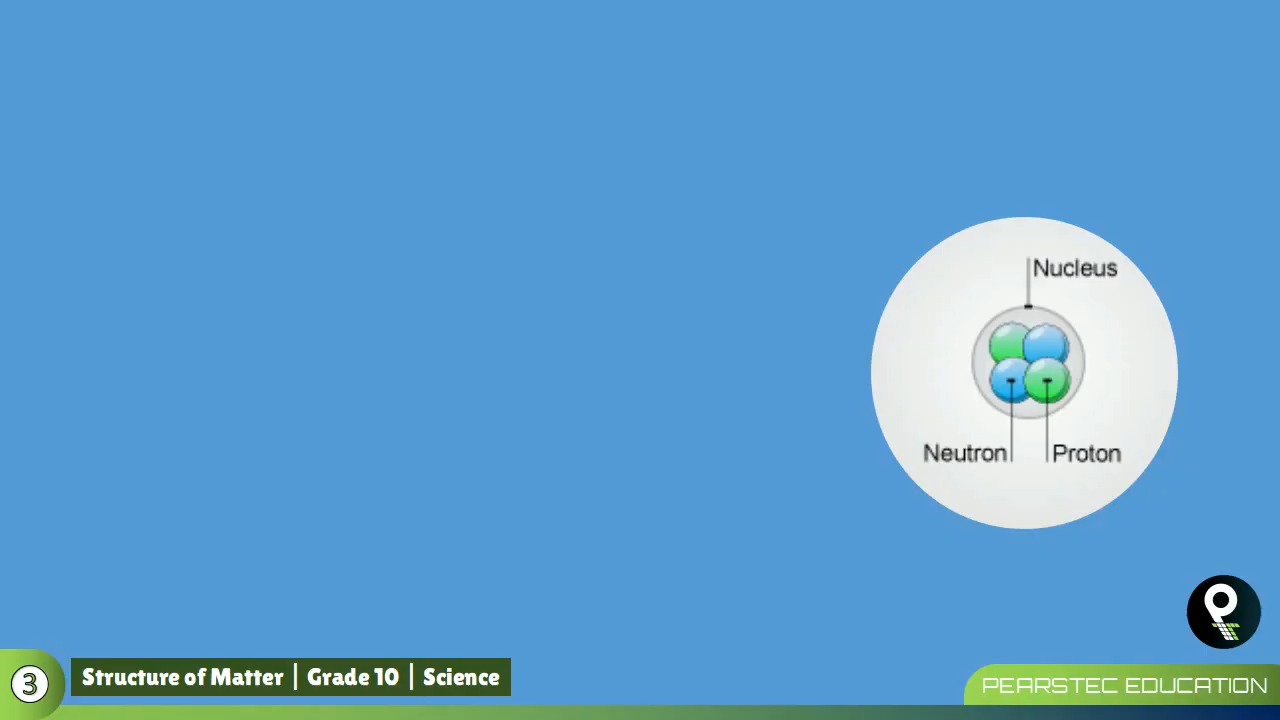 Nucleus
Neutron
Proton
3
Structure of Matter | Grade 10 | Science
PEARSTEC EDUCATION